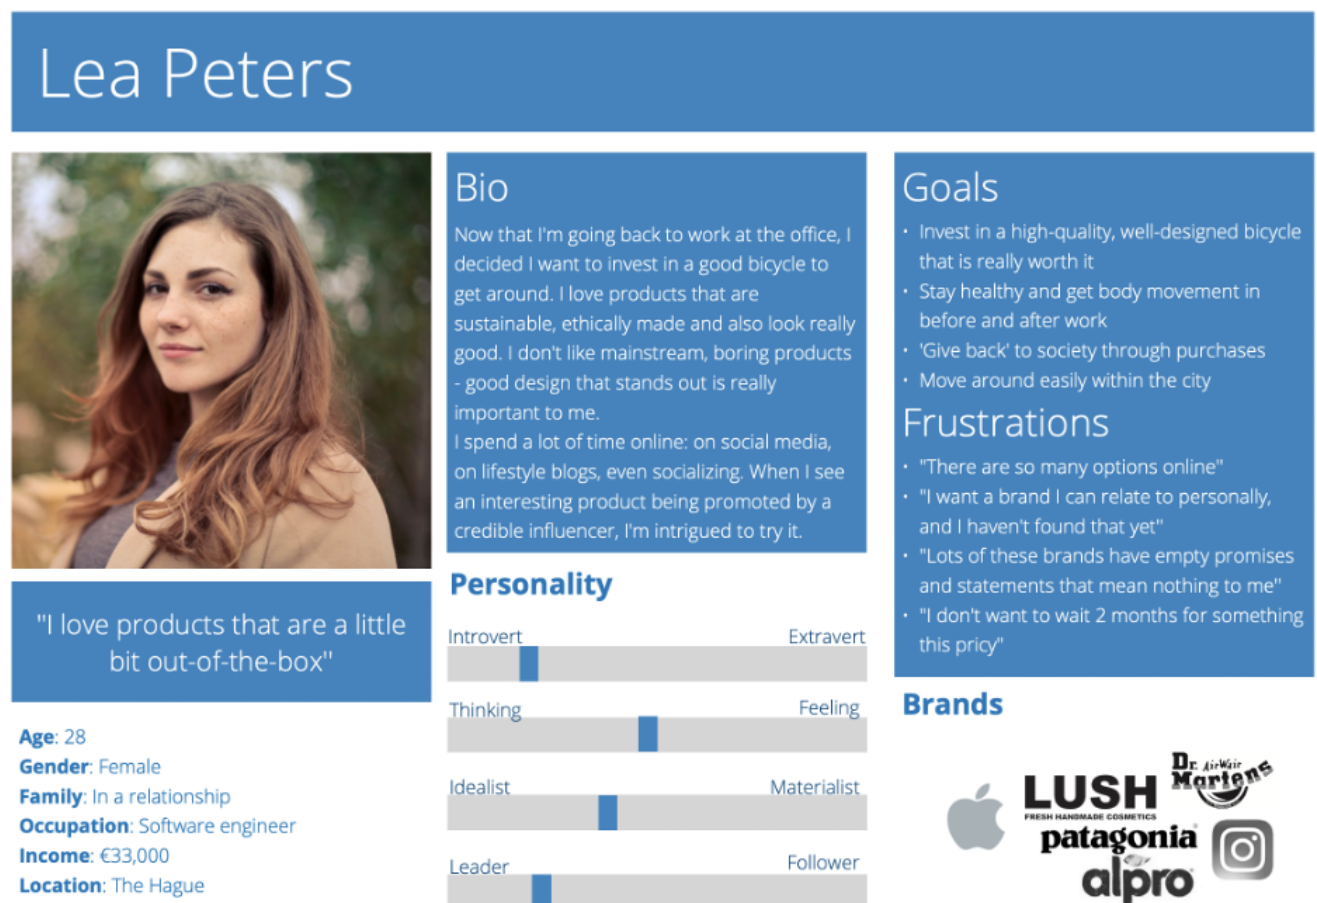 Lea Peters
"I love products that are a little
bit out-of-the-box"
Age: 28
Gender: Female
Family: In a relationship
Occupation: Software engineer
Income: €33,000
Location: The Hague
Bio
Now that I'm going back to work at the office, I
decided I want to invest in a good bicycle to
get around. I love products that are
sustainable, ethically made and also look really
good. I don't like mainstream, boring products
- good design that stands out is really
important to me.
I spend a lot of time online: on social media,
on lifestyle blogs, even socializing. When I see
an interesting product being promoted by a
credible influencer, I'm intrigued to try it.
Personality
Introvert Extravert
Thinking Feeling
Idealist Materialist
Leader Follower
Goals
· Invest in a high-quality, well-designed bicycle
that is really worth it
· Stay healthy and get body movement in
before and after work
· 'Give back' to society through purchases
· Move around easily within the city
Frustrations
· "There are so many options online"
· "I want a brand I can relate to personally,
and I haven't found that yet"
· "Lots of these brands have empty promises
and statements that mean nothing to me"
· "I don't want to wait 2 months for something
this pricy"
Brands
Dr. AirWair
Martens
LUSH
FRESH HANDMADE COSMETICS
patagonia
alpro